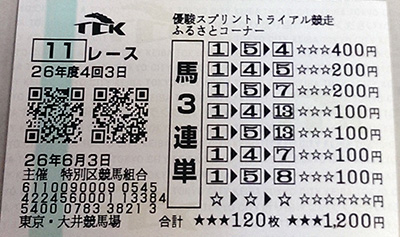 TCK
11レース
26年度4回3日
26年6月3日
主催 特別区競馬組合
6110090009 0545
4224560001 13384
5400 0783 3821 3
東京・大井競馬場
優駿スプリントトライアル競走
ふるさとコーナー
馬3連単
1▶5▶4☆☆☆400円
1▶4▶5☆☆☆200円
1▶5▶7☆☆☆200円
1▶4▶13☆☆☆100円
1▶5▶13☆☆☆100円
1▶4▶7☆☆☆100円
1▶5▶8☆☆☆100円
☆▶☆▶☆☆☆☆☆☆☆円
合計 ★★★120枚 ★★★1,200円